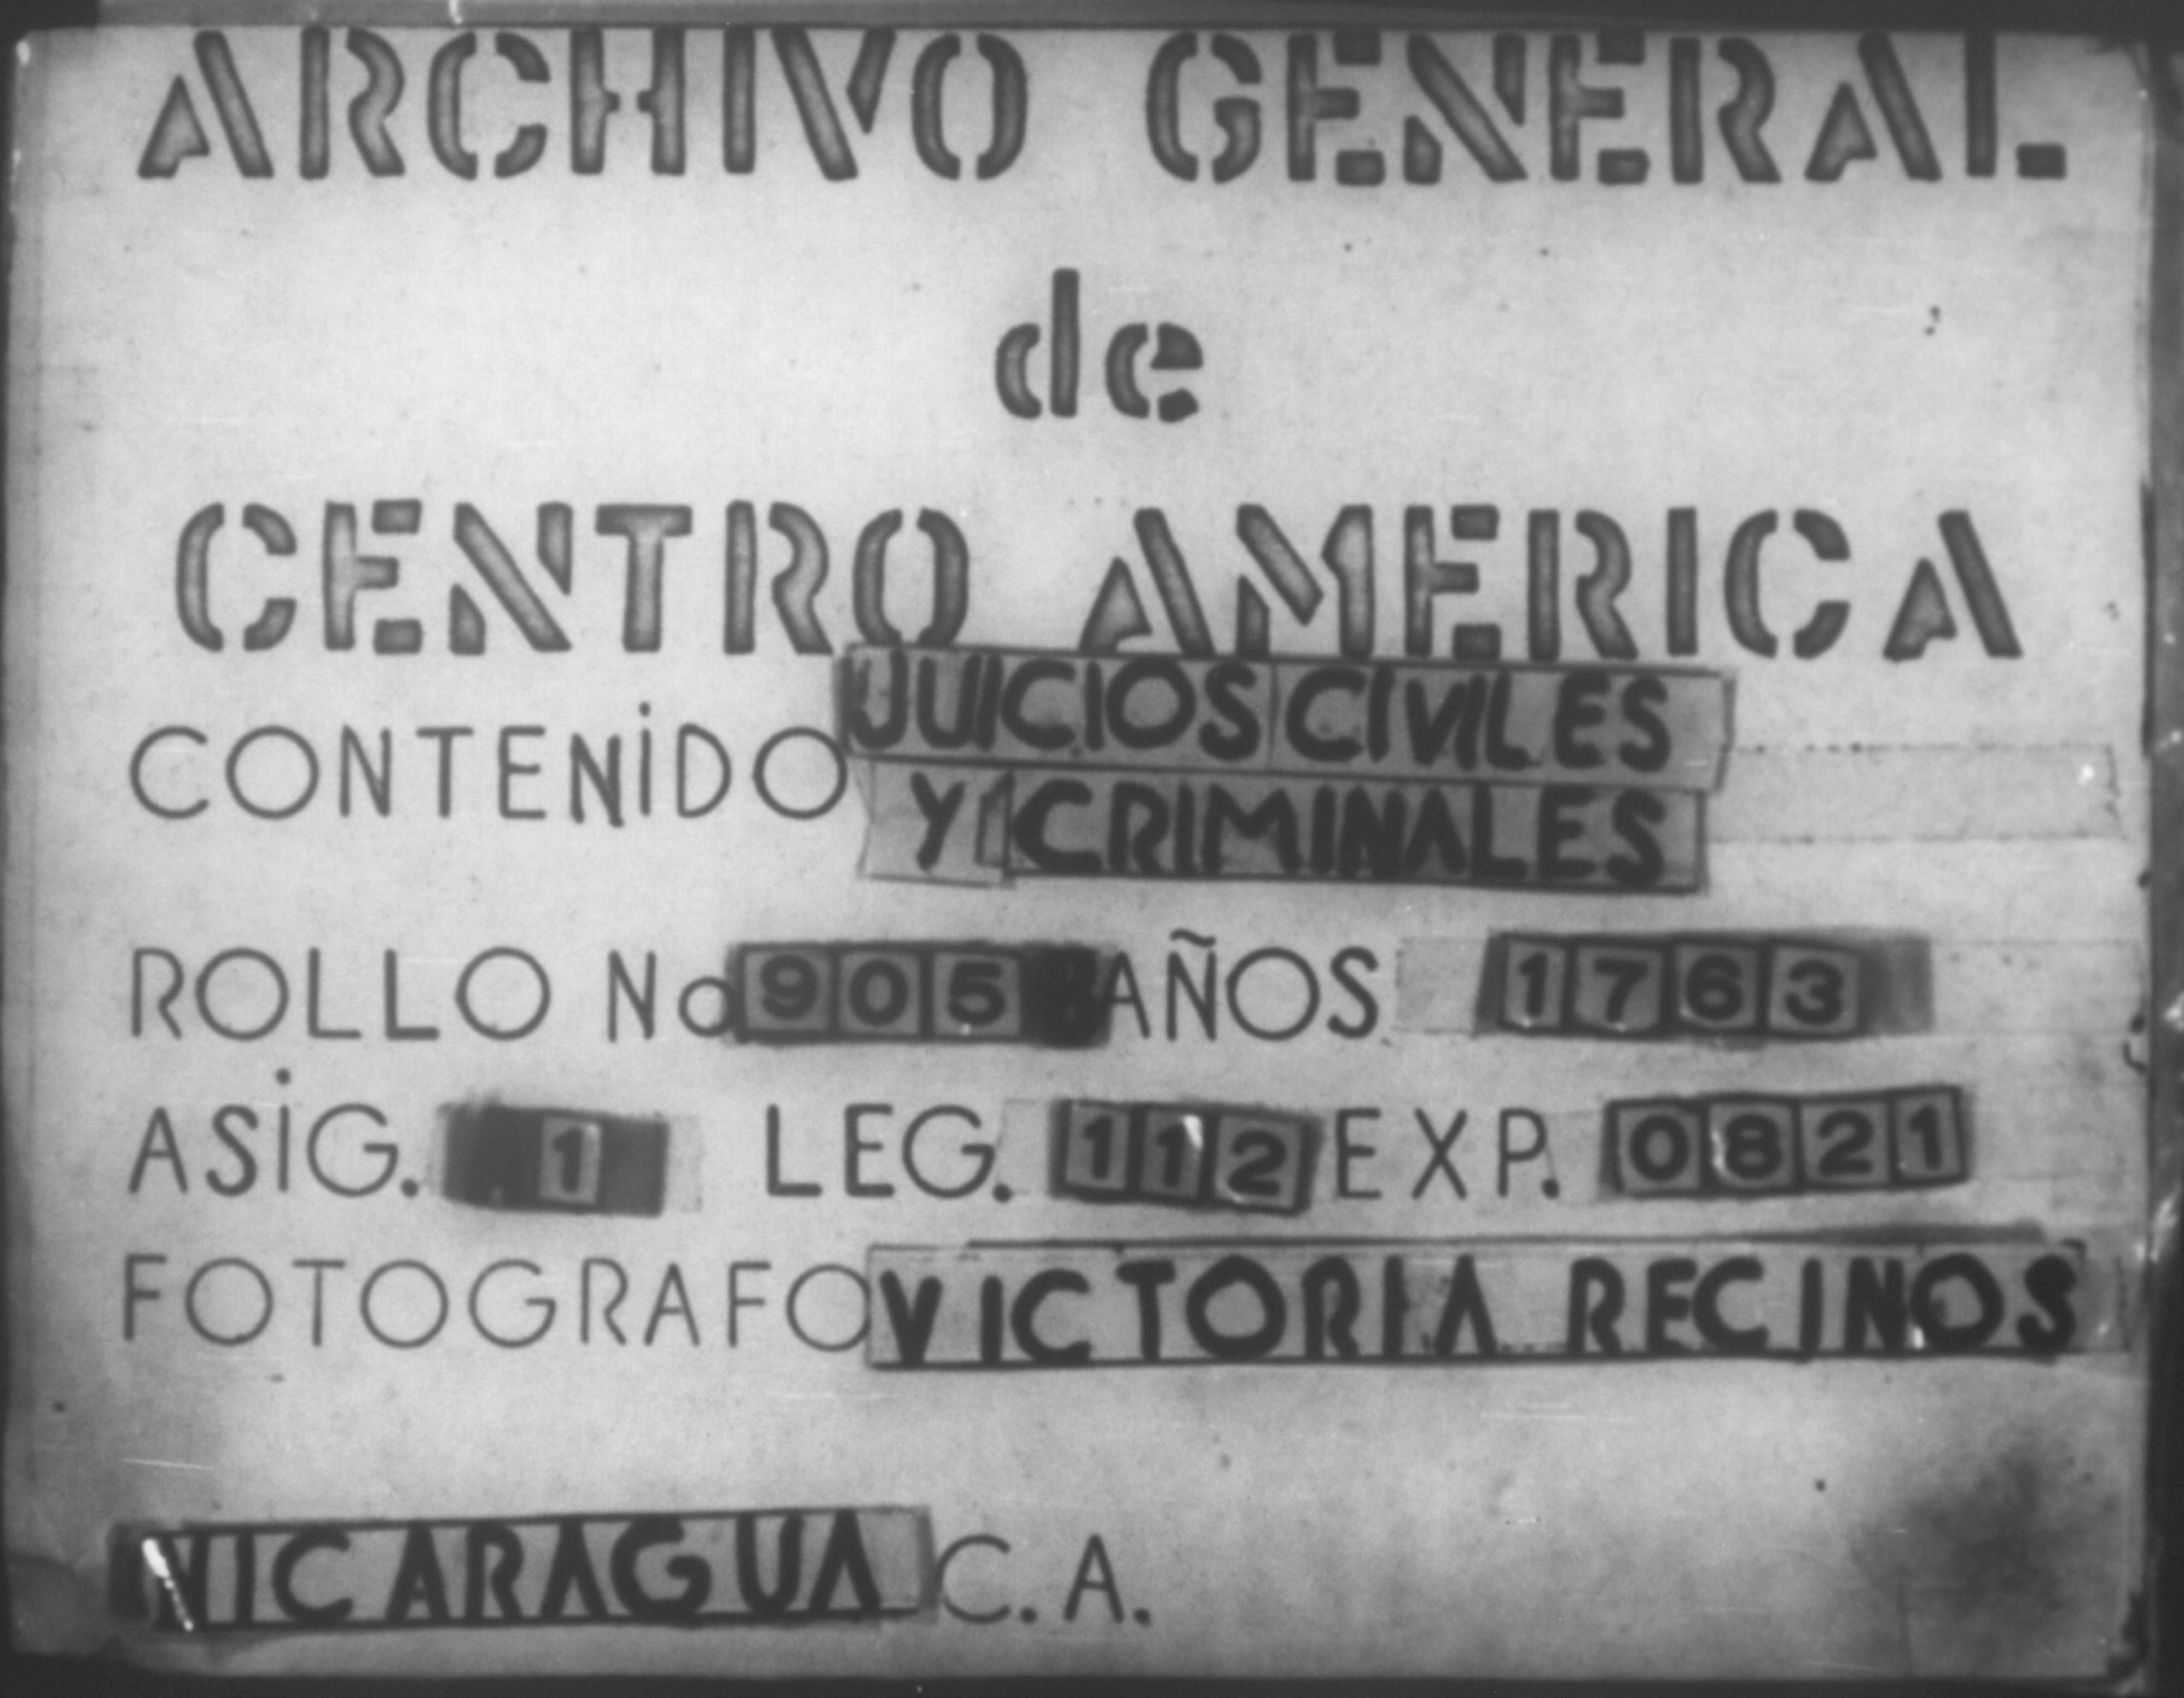 ARCHIVO GENERAL
de
CENTRO AMERICA
CONTENIDO JUICIOS CIVILES
Y CRIMINALES
ROLLO No 905 AÑOS 1763
ASIG. 1 LEG. 112 EXP. 0821
FOTOGRAFO VICTORIA RECINOS
NICARAGUA C.A.